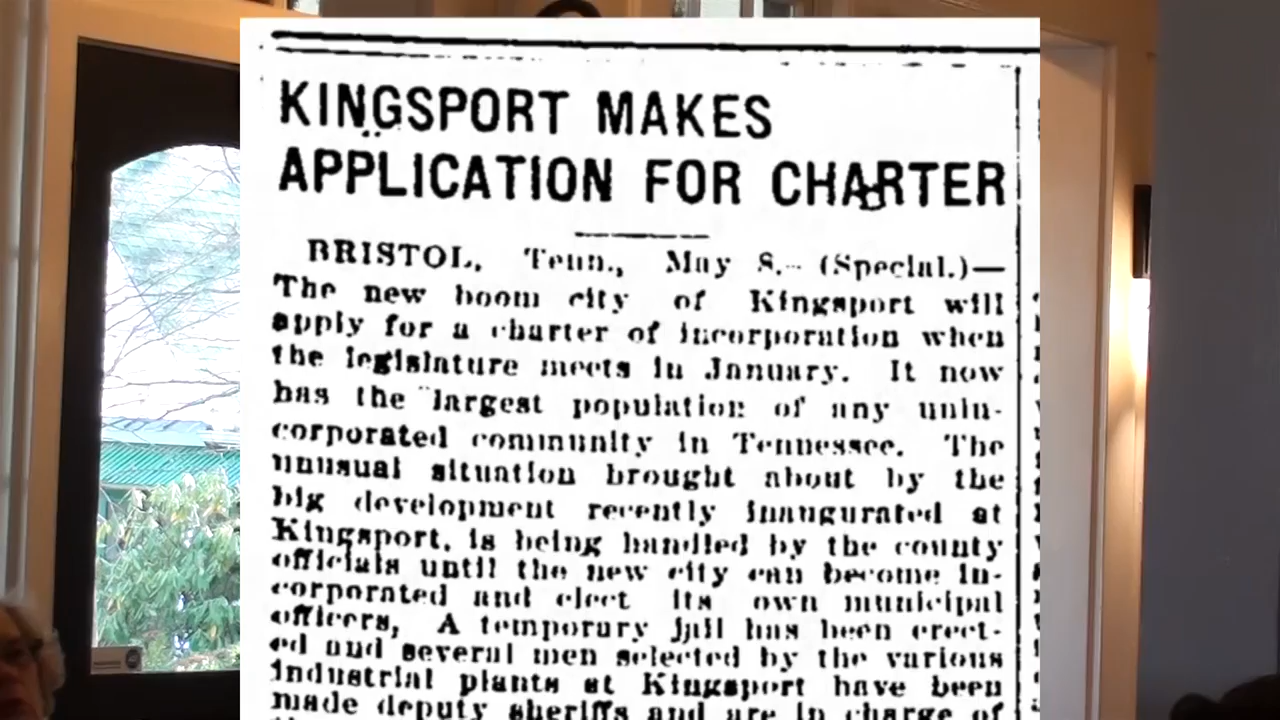 KINGSPORT MAKES
APPLICATION FOR CHARTER
BRISTOL, Tenn., May 8.-- (Special.)—
The new boom city of Kingsport will
apply for a charter of incorporation when
the legislature meets in January. It now
has the largest population of any unin-
corporated community in Tennessee. The
unusual situation brought about by the
big development recently inaugurated at
Kingsport, is being handled by the county
officials until the new city can become in-
corporated and elect its own municipal
officers, A temporary jail has been erect-
ed and several men selected by the various
industrial plants at Kingsport have been
made deputy sheriffs and are in charge of